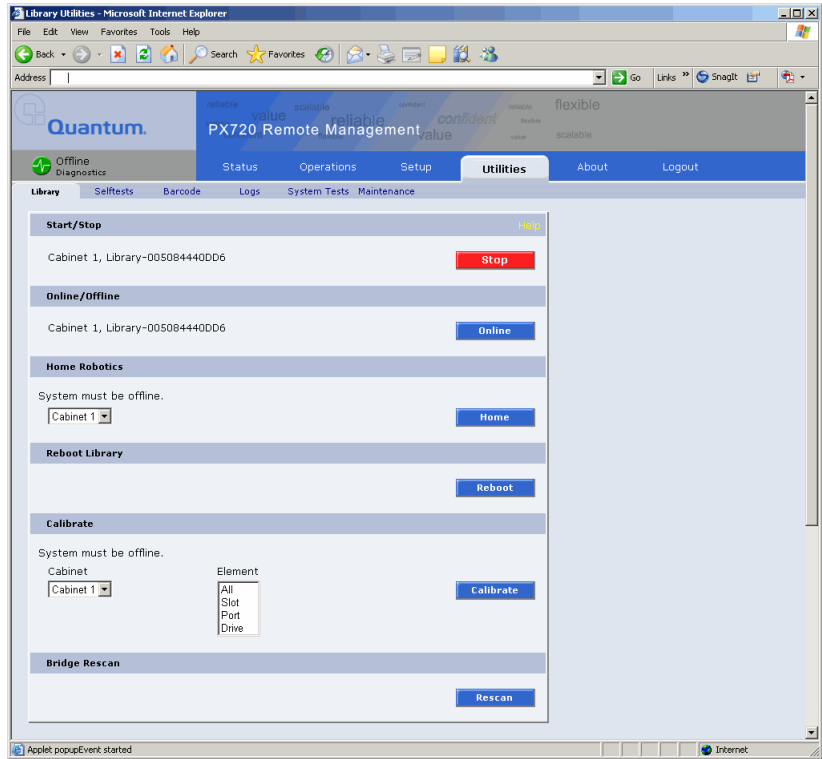 Library Utilities - Microsoft Internet Explorer
File Edit View Favorites Tools Help
Back Search Favorites
Address Go Links » SnagIt
reliable value scalable reliable confident confident reliable flexible
Quantum.
PX720 Remote Management
value value scalable
Offline
Diagnostics
Status Operations Setup Utilities About Logout
Library Selftests Barcode Logs System Tests Maintenance
Start/Stop Help
Cabinet 1, Library-005084440DD6 Stop
Online/Offline
Cabinet 1, Library-005084440DD6 Online
Home Robotics
System must be offline.
Cabinet 1 Home
Reboot Library
Reboot
Calibrate
System must be offline.
Cabinet Element
Cabinet 1 All Calibrate
Slot
Port
Drive
Bridge Rescan
Rescan
Applet popupEvent started Internet